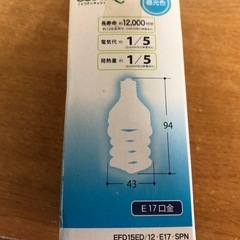 昼光色
長寿命 約12,000時間
電気代 約 1/5
発熱量 約 1/5
94
43
E17口金
EFD15ED/12-E17-SPN